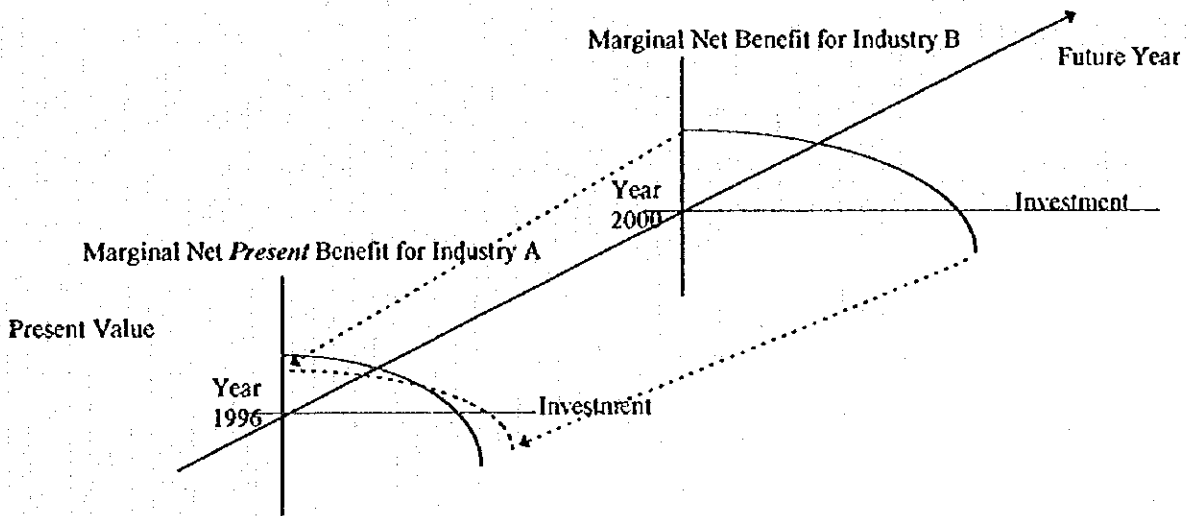 Marginal Net Benefit for Industry B
Future Year
Year
2000
Investment
Marginal Net Present Benefit for Industry A
Present Value
Year
1996
Investment